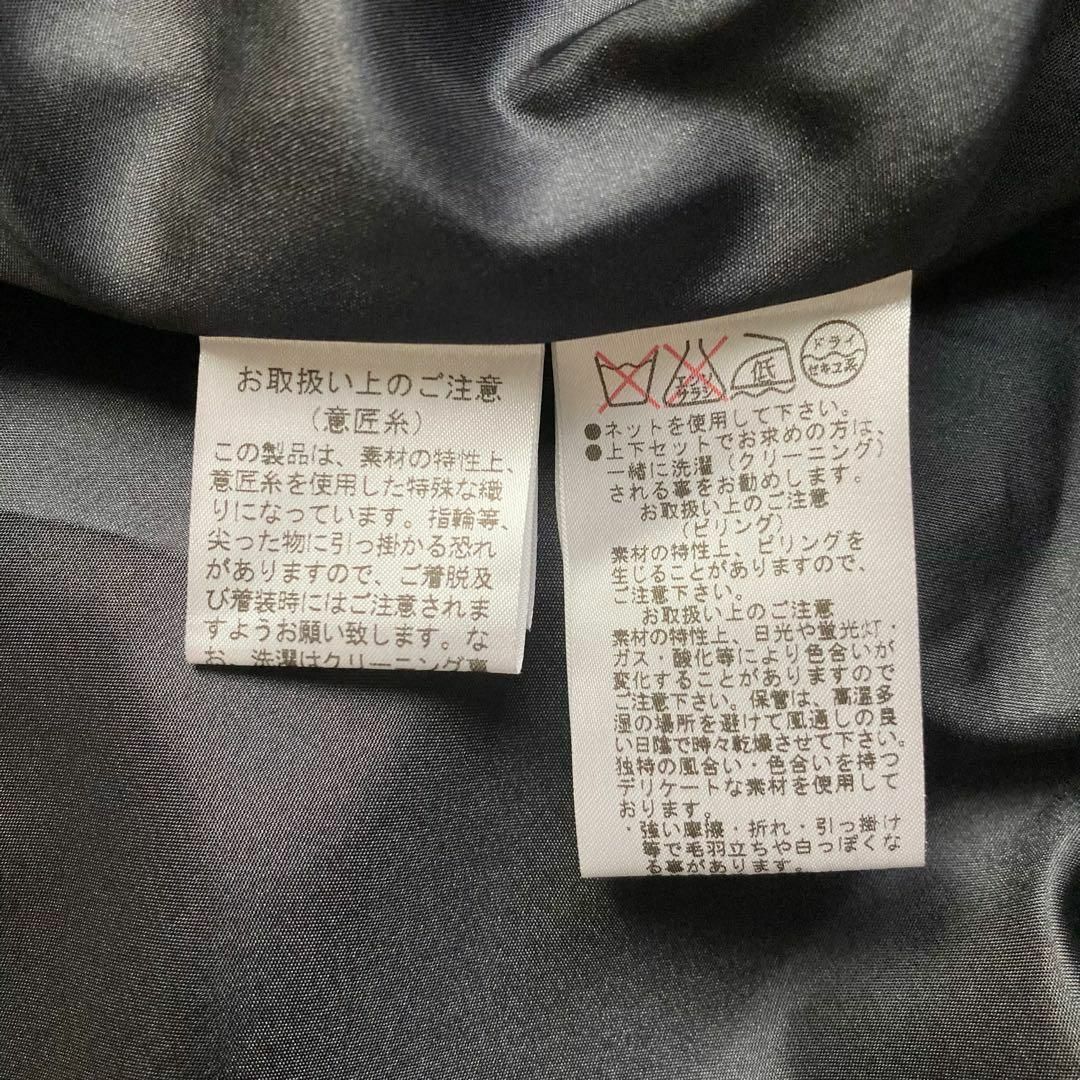 お取扱い上のご注意
（意匠糸）
この製品は、素材の特性上、
意匠糸を使用した特殊な織
りになっています。指輪等、
尖った物に引っ掛かる恐れ
がありますので、ご着脱及
び着装時にはご注意されま
すようお願い致します。な
お、洗濯はクリーニング専
エンソ
サラシ
低
ドライ
セキユ系
●ネットを使用して下さい。
●上下セットでお求めの方は、
一緒に洗濯（クリーニング）
される事をお勧めします。
お取扱い上のご注意
（ピリング）
素材の特性上、ピリングを
生じることがありますので、
ご注意下さい。
お取扱い上のご注意
素材の特性上、日光や蛍光灯・
ガス・酸化等により色合いが
変化することがありますので
ご注意下さい。保管は、高温多
湿の場所を避けて風通しの良
い日陰で時々乾燥させて下さい。
独特の風合い・色合いを持つ
デリケートな素材を使用して
おります。
・強い摩擦・折れ・引っ掛け
等で毛羽立ちや白っぽくな
る事があります。